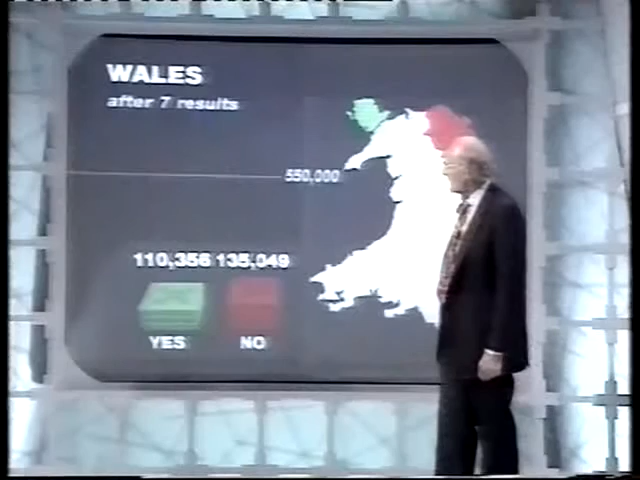 WALES
after 7 results
550,000
110,356 135,049
YES NO